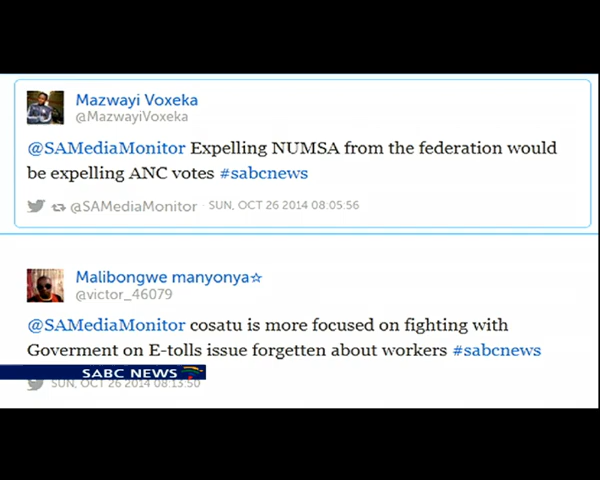 Mazwayi Voxeka
@MazwayiVoxeka
@SAMediaMonitor Expelling NUMSA from the federation would
be expelling ANC votes #sabcnews
@SAMediaMonitor · SUN, OCT 26 2014 08:05:56
Malibongwe manyonya☆
@victor_46079
@SAMediaMonitor cosatu is more focused on fighting with
Goverment on E-tolls issue forgetten about workers #sabcnews
SABC NEWS
SUN, OCT 26 2014 08:13:50